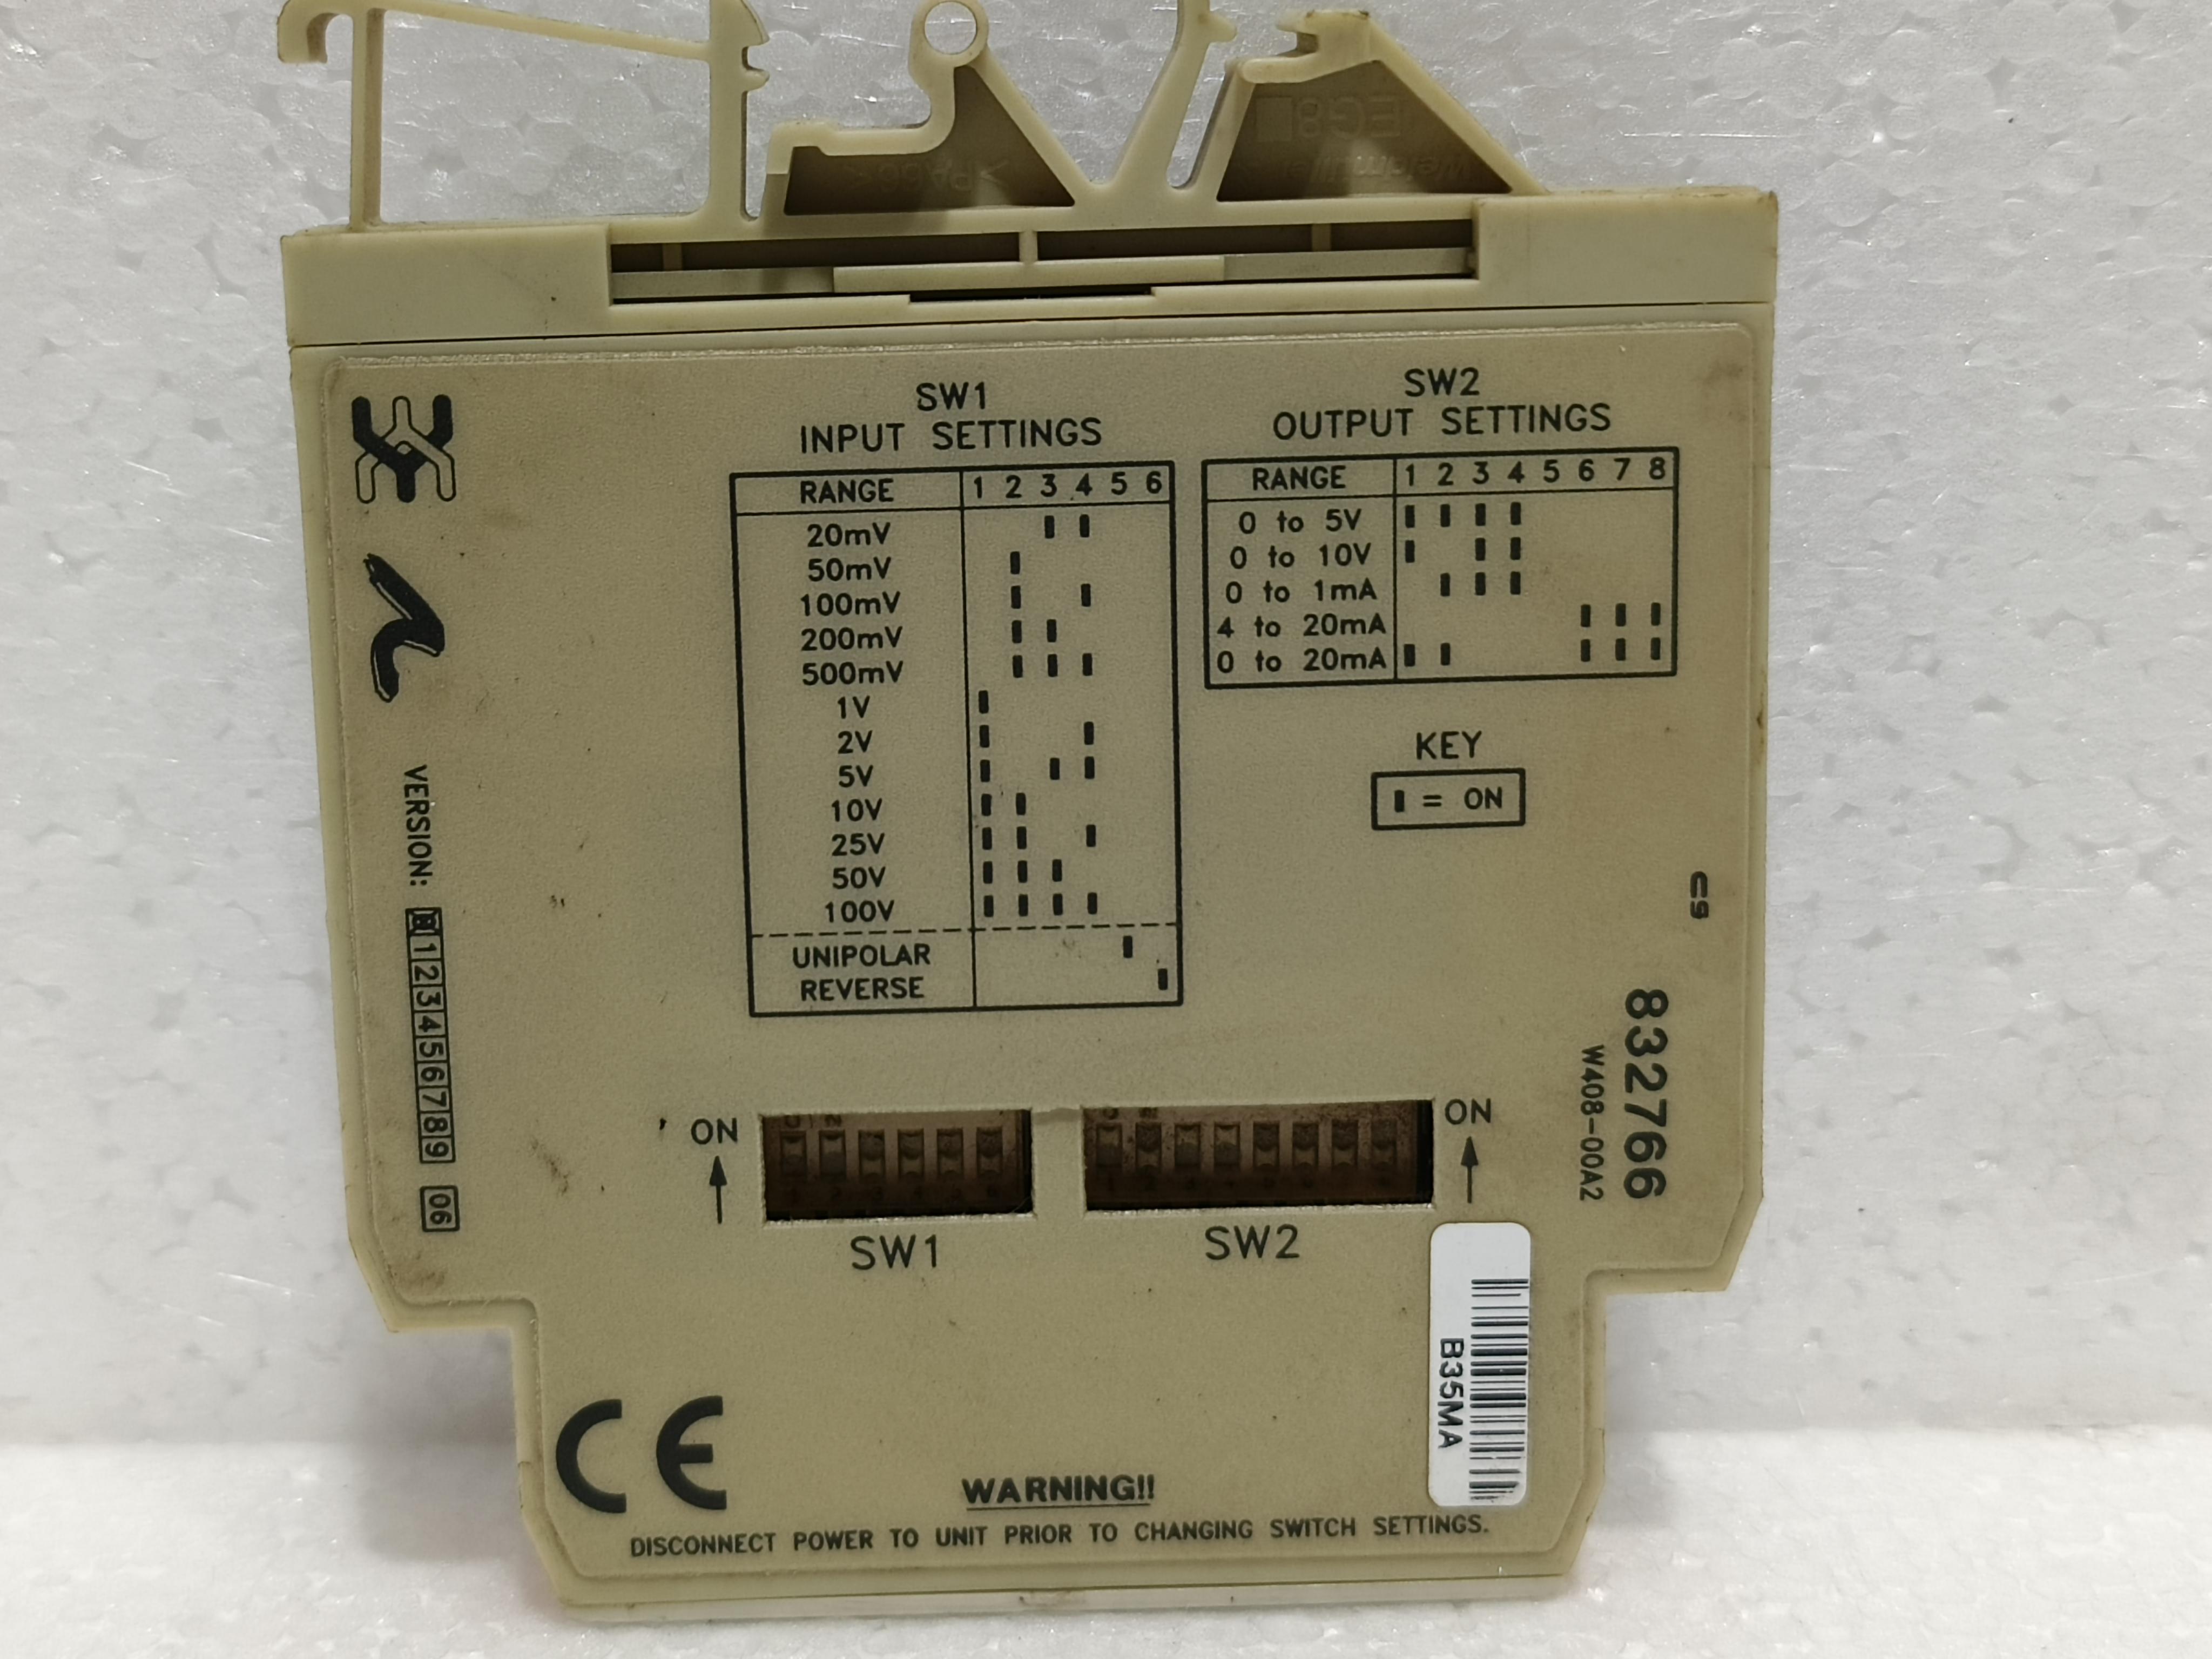 SW1
INPUT SETTINGS
RANGE 1 2 3 4 5 6
20mV
50mV
100mV
200mV
500mV
1V
2V
5V
10V
25V
50V
100V
UNIPOLAR
REVERSE
SW2
OUTPUT SETTINGS
RANGE 1 2 3 4 5 6 7 8
0 to 5V
0 to 10V
0 to 1mA
4 to 20mA
0 to 20mA
KEY
= ON
VERSION: 1 2 3 4 5 6 7 8 9 06
C9
832766
W408-00A2
ON
SW1
SW2
ON
B35MA
CE
WARNING!!
DISCONNECT POWER TO UNIT PRIOR TO CHANGING SWITCH SETTINGS.
>PA66<
EG8